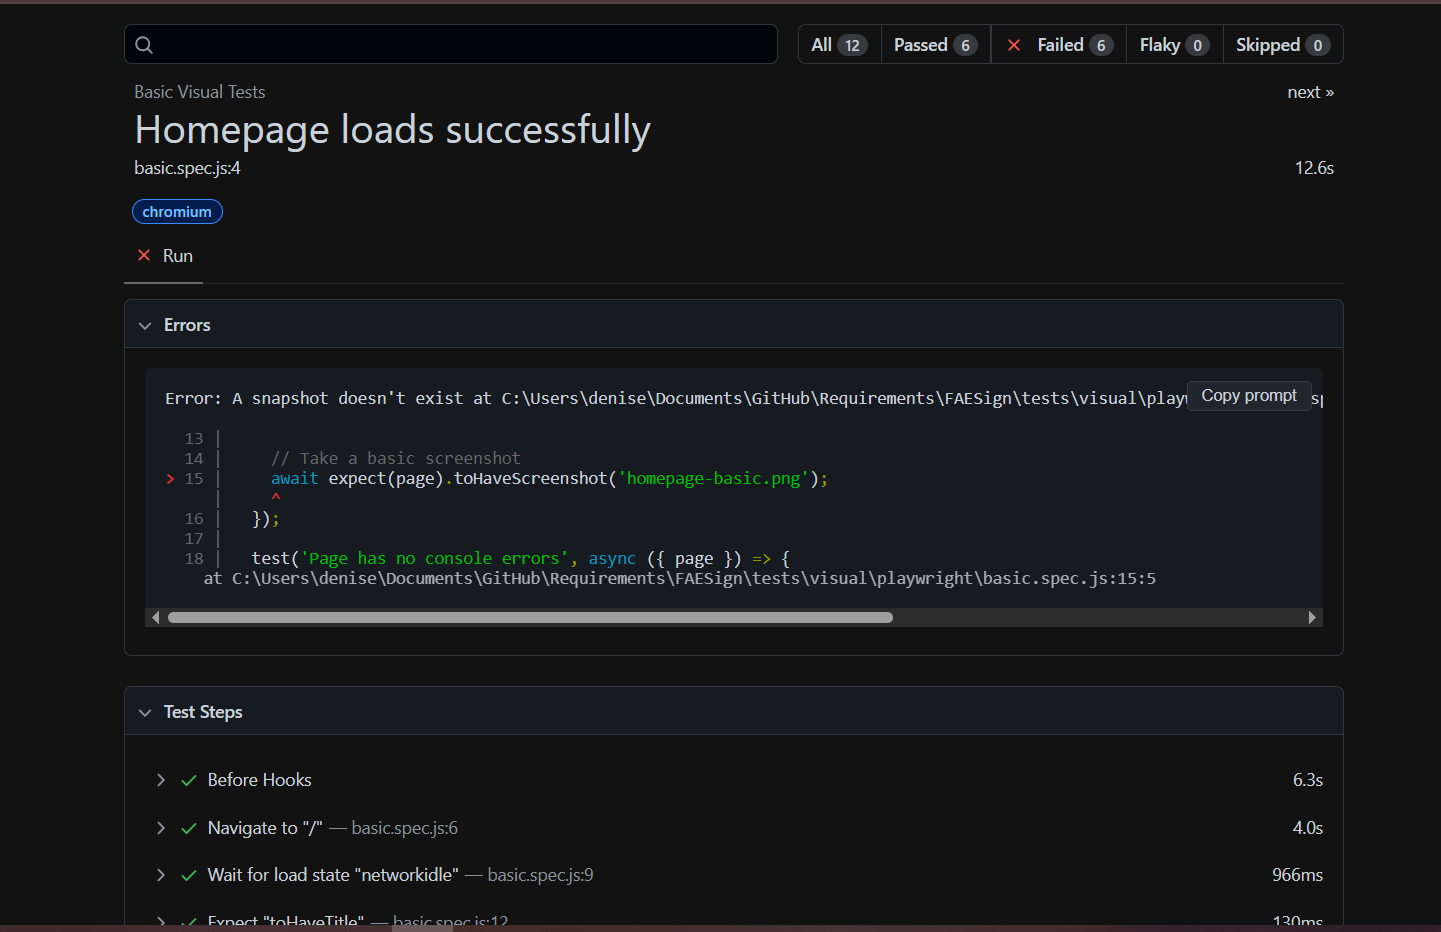 All 12 Passed 6 Failed 6 Flaky 0 Skipped 0
Basic Visual Tests
next »
Homepage loads successfully
basic.spec.js:4
12.6s
chromium
Run
Errors
Copy prompt
Error: A snapshot doesn't exist at C:\Users\denise\Documents\GitHub\Requirements\FAESign\tests\visual\play
13 |
14 | // Take a basic screenshot
> 15 | await expect(page).toHaveScreenshot('homepage-basic.png');
| ^
16 | });
17 |
18 | test('Page has no console errors', async ({ page }) => {
at C:\Users\denise\Documents\GitHub\Requirements\FAESign\tests\visual\playwright\basic.spec.js:15:5
Test Steps
Before Hooks 6.3s
Navigate to "/" — basic.spec.js:6 4.0s
Wait for load state "networkidle" — basic.spec.js:9 966ms
Expect "toHaveTitle" — basic.spec.js:12 130ms